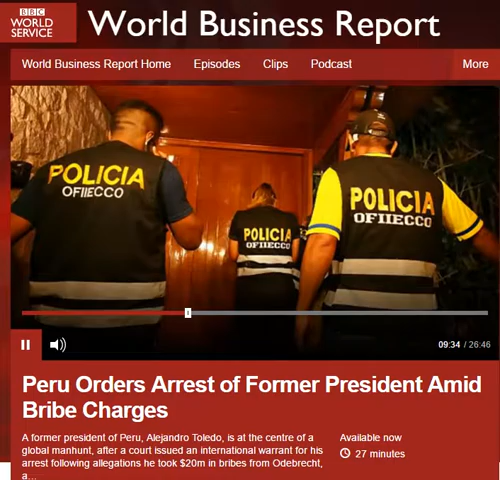 BBC
WORLD
SERVICE
World Business Report
World Business Report Home Episodes Clips Podcast More
POLICIA
OFIIECCO
POLICIA
OFIIECCO
POLICIA
OFIIECCO
09:34 / 26:46
Peru Orders Arrest of Former President Amid
Bribe Charges
A former president of Peru, Alejandro Toledo, is at the centre of a
global manhunt, after a court issued an international warrant for his
arrest following allegations he took $20m in bribes from Odebrecht,
a...
Available now
27 minutes